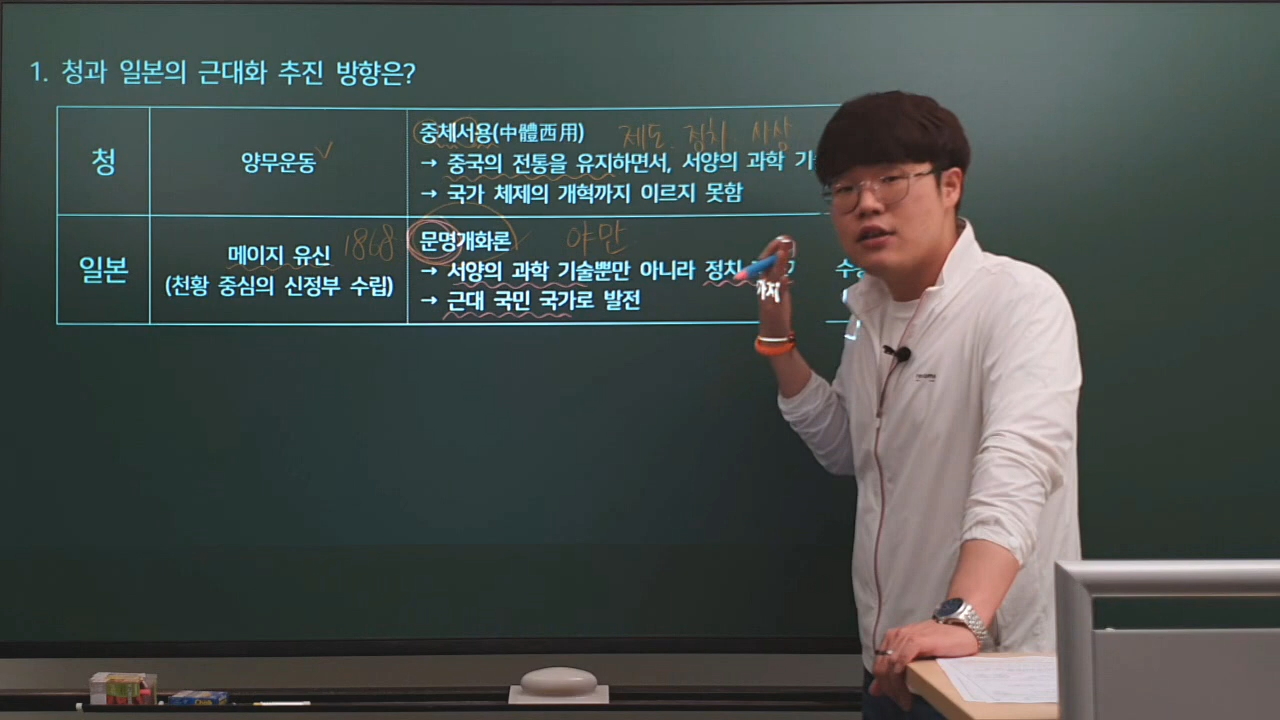 1. 청과 일본의 근대화 추진 방향은?
청
양무운동
중체서용(中體西用) 제도. 정치 사상
→ 중국의 전통을 유지하면서, 서양의 과학
→ 국가 체제의 개혁까지 이르지 못함
일본
메이지 유신 1868
(천황 중심의 신정부 수립)
문명개화론 야만
→ 서양의 과학 기술뿐만 아니라 정치
→ 근대 국민 국가로 발전